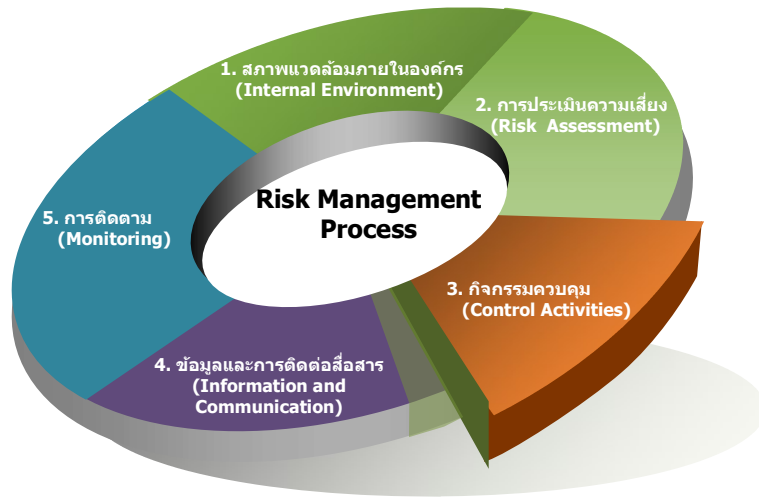 Risk Management
Process
1. สภาพแวดล้อมภายในองค์กร
(Internal Environment)
2. การประเมินความเสี่ยง
(Risk Assessment)
3. กิจกรรมควบคุม
(Control Activities)
4. ข้อมูลและการติดต่อสื่อสาร
(Information and
Communication)
5. การติดตาม
(Monitoring)